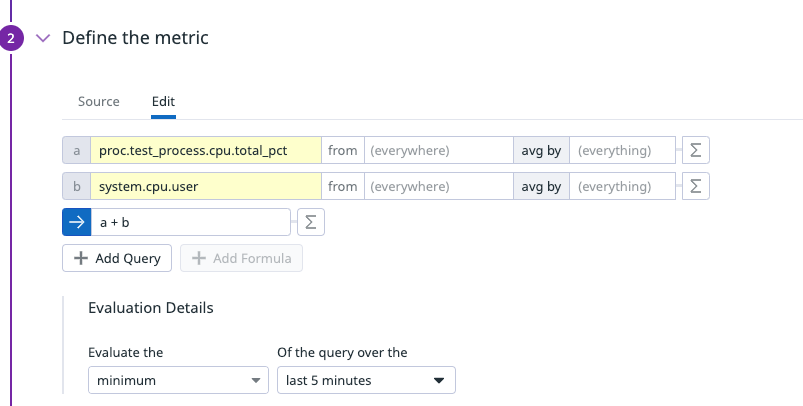 2 Define the metric
Source Edit
a proc.test_process.cpu.total_pct from (everywhere) avg by (everything) Σ
b system.cpu.user from (everywhere) avg by (everything) Σ
a + b Σ
Add Query Add Formula
Evaluation Details
Evaluate the Of the query over the
minimum last 5 minutes